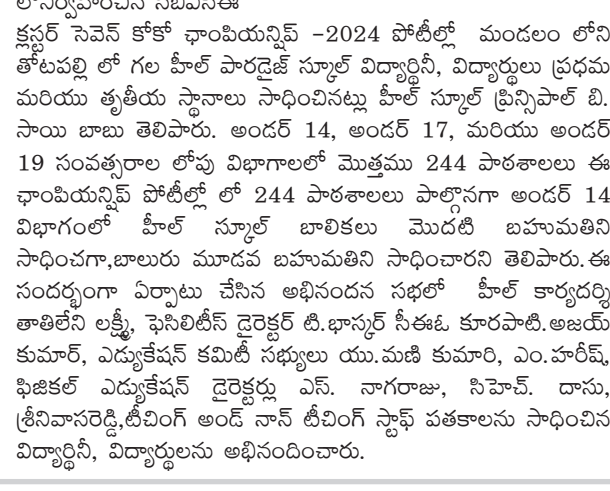 క్లస్టర్ సెవెన్ కోకో ఛాంపియన్షిప్ -2024 పోటీల్లో మండలం లోని
తోటపల్లి లో గల హీల్ పారడైజ్ స్కూల్ విద్యార్థినీ, విద్యార్థులు ప్రధమ
మరియు తృతీయ స్థానాలు సాధించినట్లు హీల్ స్కూల్ ప్రిన్సిపాల్ బి.
సాయి బాబు తెలిపారు. అండర్ 14, అండర్ 17, మరియు అండర్
19 సంవత్సరాల లోపు విభాగాలలో మొత్తము 244 పాఠశాలలు ఈ
ఛాంపియన్షిప్ పోటీల్లో లో 244 పాఠశాలలు పాల్గొనగా అండర్ 14
విభాగంలో హీల్ స్కూల్ బాలికలు మొదటి బహుమతిని
సాధించగా,బాలురు మూడవ బహుమతిని సాధించారని తెలిపారు.ఈ
సందర్భంగా ఏర్పాటు చేసిన అభినందన సభలో హీల్ కార్యదర్శి
తాతిలేని లక్ష్మీ, ఫెసిలిటీస్ డైరెక్టర్ టి.భాస్కర్ సీఈఓ కూరపాటి.అజయ్
కుమార్, ఎడ్యుకేషన్ కమిటీ సభ్యులు యు.మణి కుమారి, ఎం.హరీష్,
ఫిజికల్ ఎడ్యుకేషన్ డైరెక్టర్లు ఎస్. నాగరాజు, సిహెచ్. దాసు,
శ్రీనివాసరెడ్డి,టీచింగ్ అండ్ నాన్ టీచింగ్ స్టాఫ్ పతకాలను సాధించిన
విద్యార్థినీ, విద్యార్థులను అభినందించారు.